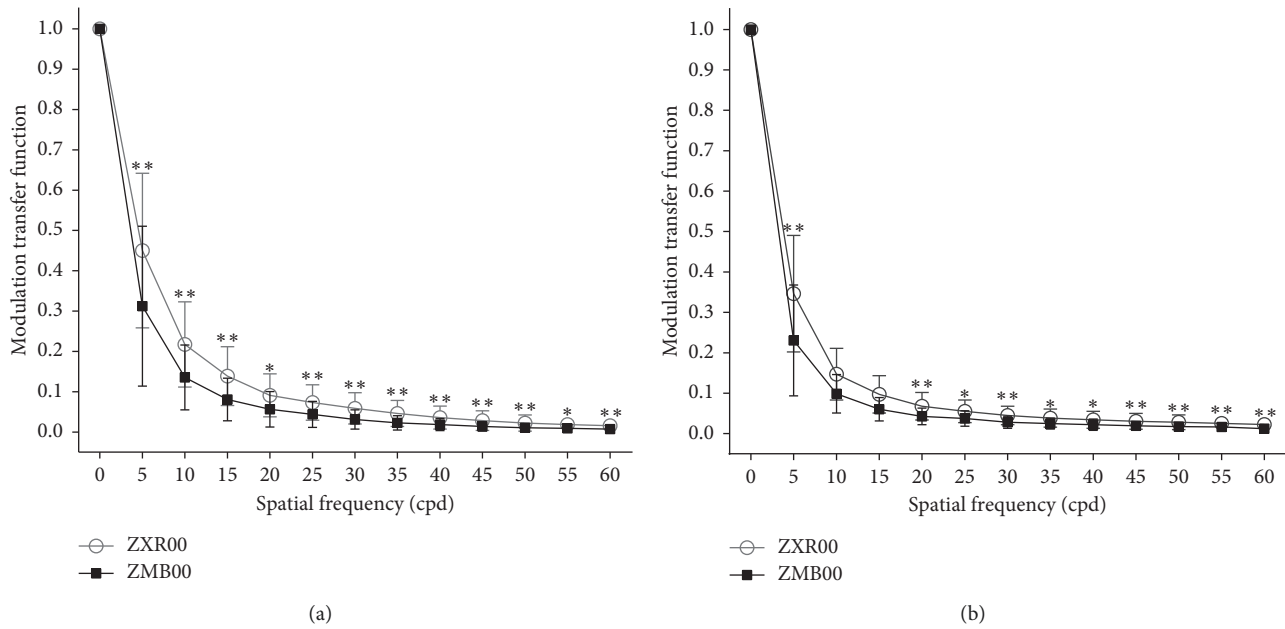 1.0
0.9
0.8
0.7
0.6
0.5
0.4
0.3
0.2
0.1
0.0
Modulation transfer function
** ** ** * ** ** ** ** ** ** * **
0 5 10 15 20 25 30 35 40 45 50 55 60
Spatial frequency (cpd)
ZXR00
ZMB00
(a)
1.0
0.9
0.8
0.7
0.6
0.5
0.4
0.3
0.2
0.1
0.0
Modulation transfer function
** ** * ** * * ** ** ** **
0 5 10 15 20 25 30 35 40 45 50 55 60
Spatial frequency (cpd)
ZXR00
ZMB00
(b)